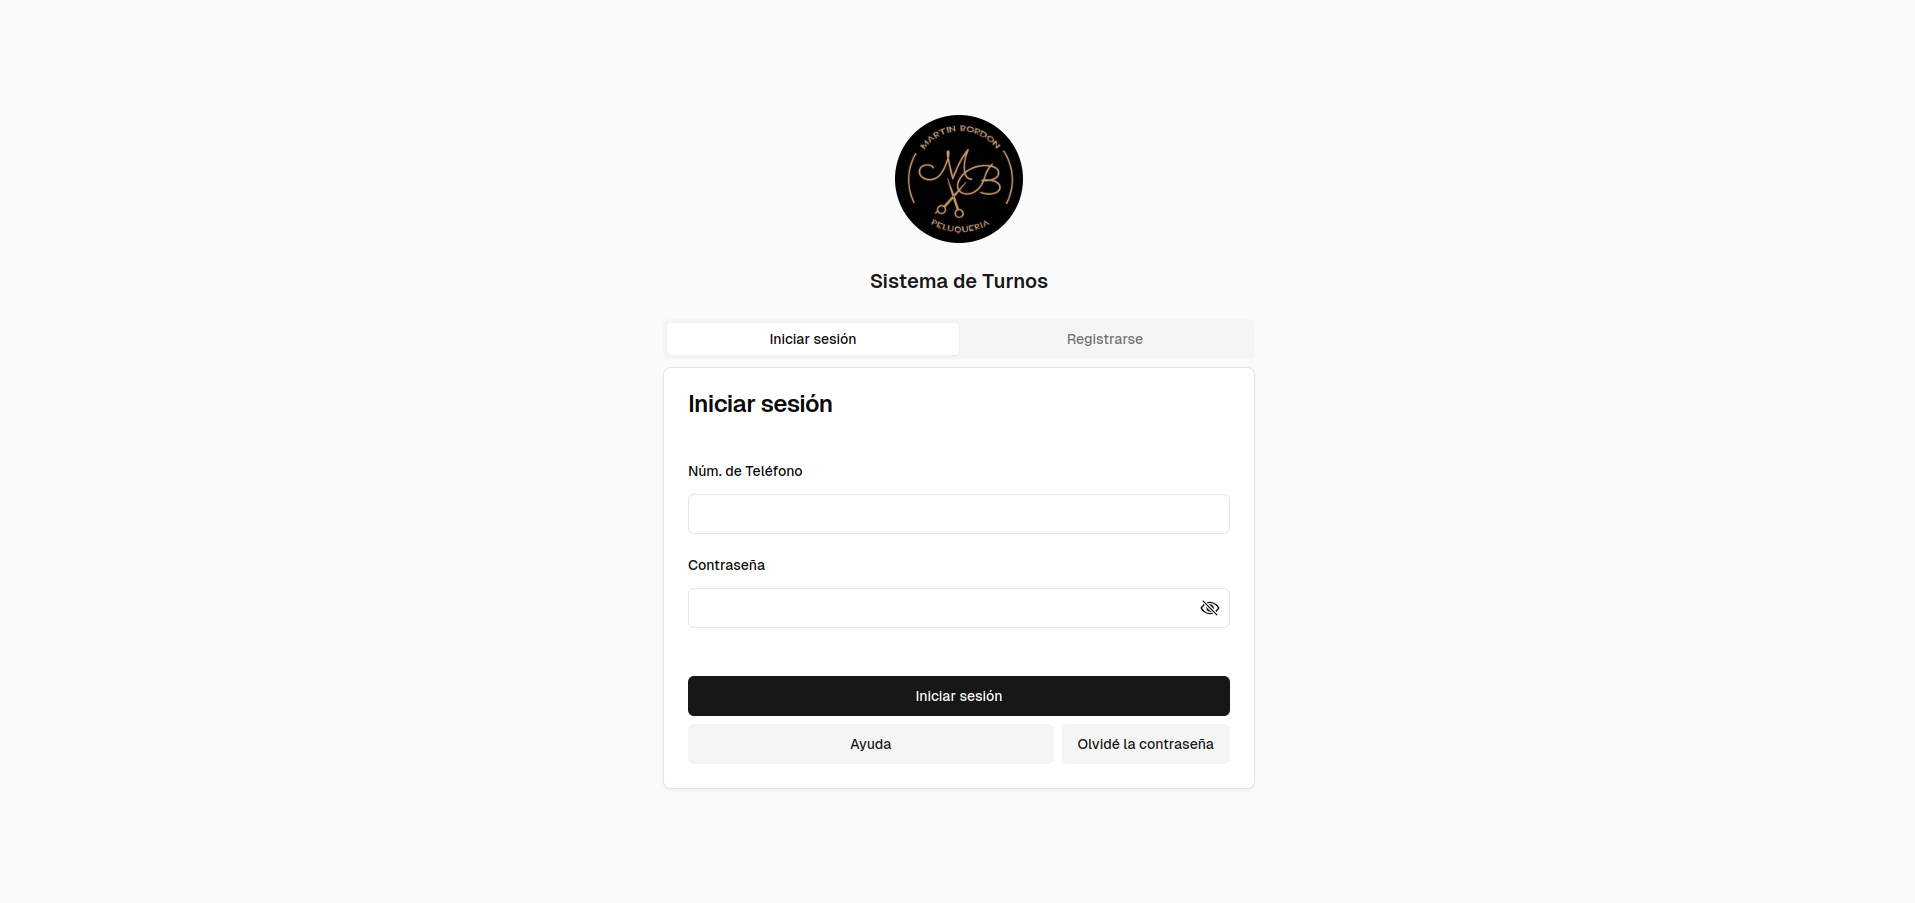 MARTIN BORDON
MB
PELUQUERIA
Sistema de Turnos
Iniciar sesión
Registrarse
Iniciar sesión
Núm. de Teléfono
Contraseña
Iniciar sesión
Ayuda
Olvidé la contraseña